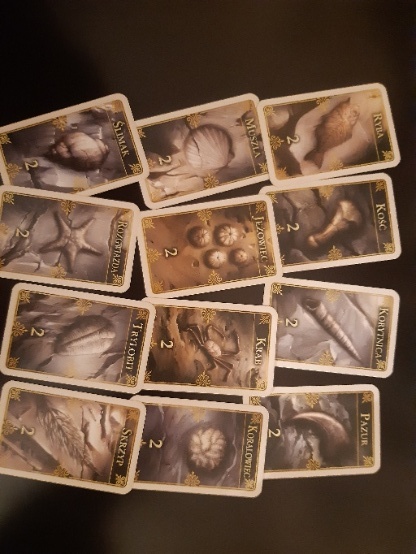 ŚLIMAK
2
MUSZLA
2
RYBA
2
ROZGWIAZDA
2
JEŻOWIEC
2
KOŚĆ
2
TRYLOBIT
2
KRAB
2
KORYTNICA
2
SKRZYP
2
KORALOWIEC
2
PAZUR
2